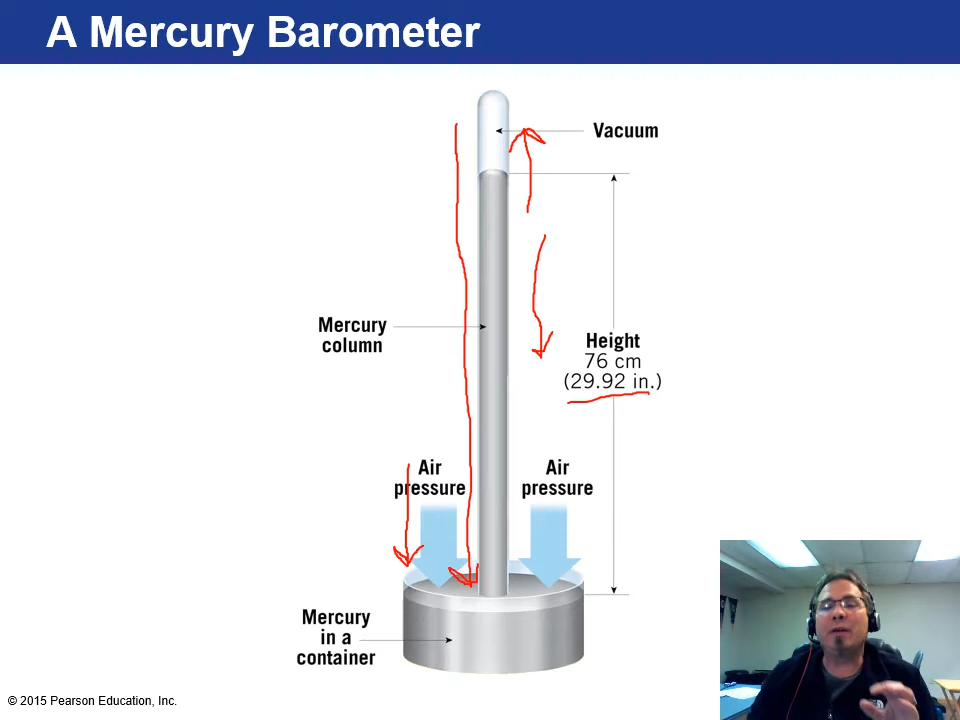 A Mercury Barometer
Vacuum
Mercury
column
Height
76 cm
(29.92 in.)
Air
pressure
Air
pressure
Mercury
in a
container
© 2015 Pearson Education, Inc.